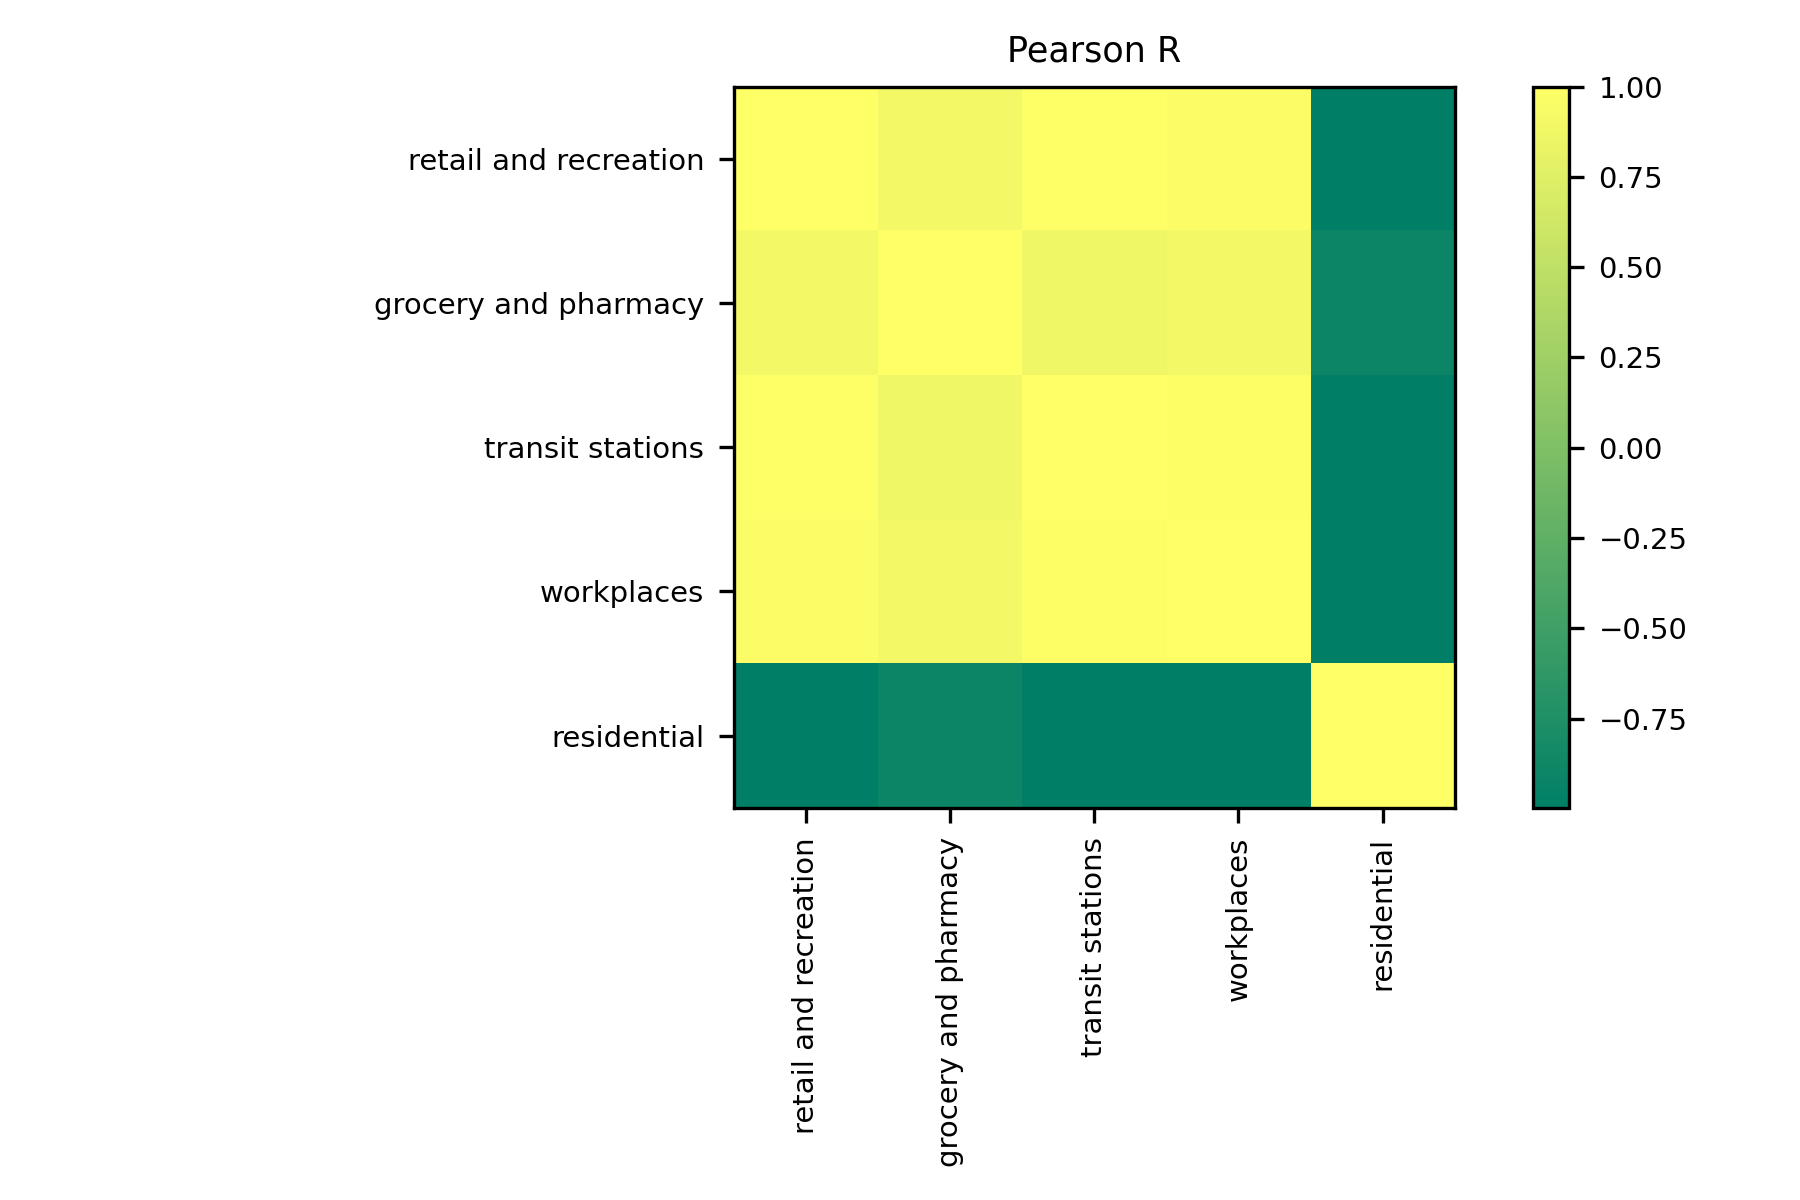 Pearson R
retail and recreation
grocery and pharmacy
transit stations
workplaces
residential
retail and recreation
grocery and pharmacy
transit stations
workplaces
residential
1.00
0.75
0.50
0.25
0.00
−0.25
−0.50
−0.75